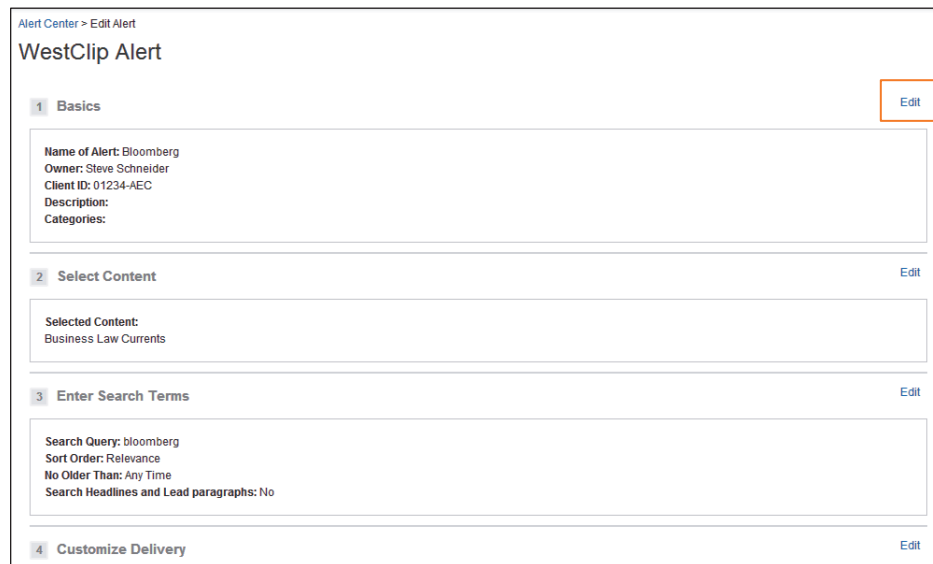 Alert Center > Edit Alert
WestClip Alert
1 Basics Edit
Name of Alert: Bloomberg
Owner: Steve Schneider
Client ID: 01234-AEC
Description:
Categories:
2 Select Content Edit
Selected Content:
Business Law Currents
3 Enter Search Terms Edit
Search Query: bloomberg
Sort Order: Relevance
No Older Than: Any Time
Search Headlines and Lead paragraphs: No
4 Customize Delivery Edit